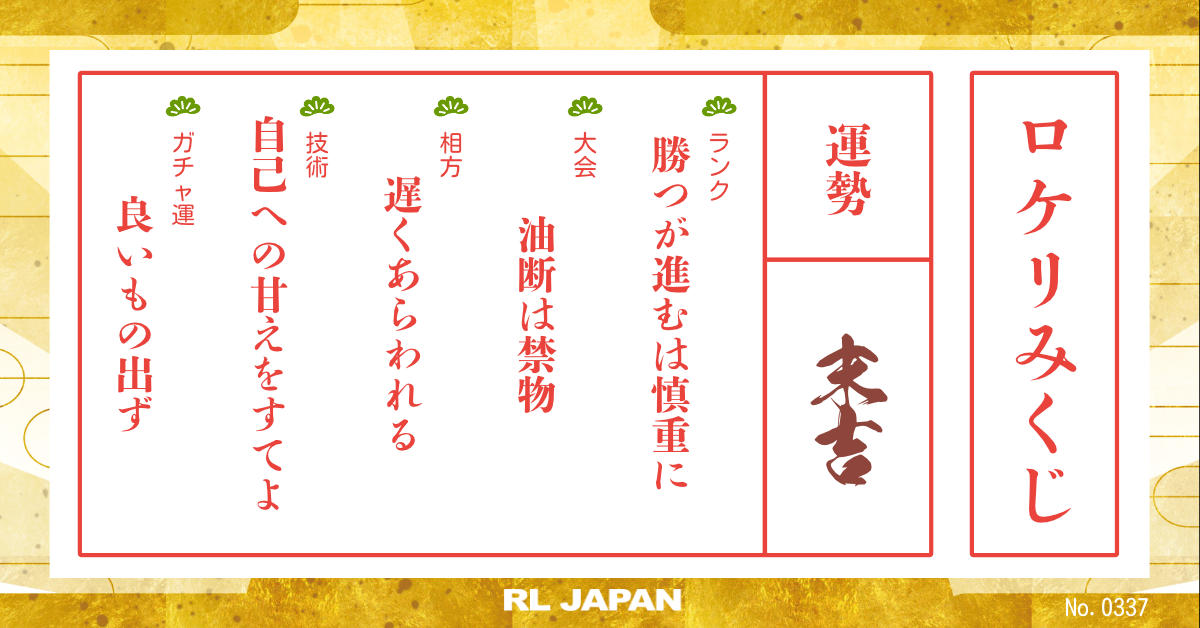 ロケリみくじ
運勢
末吉
ランク
勝つが進むは慎重に
大会
油断は禁物
相方
遅くあらわれる
技術
自己への甘えをすてよ
ガチャ運
良いもの出ず
RL JAPAN
No. 0337